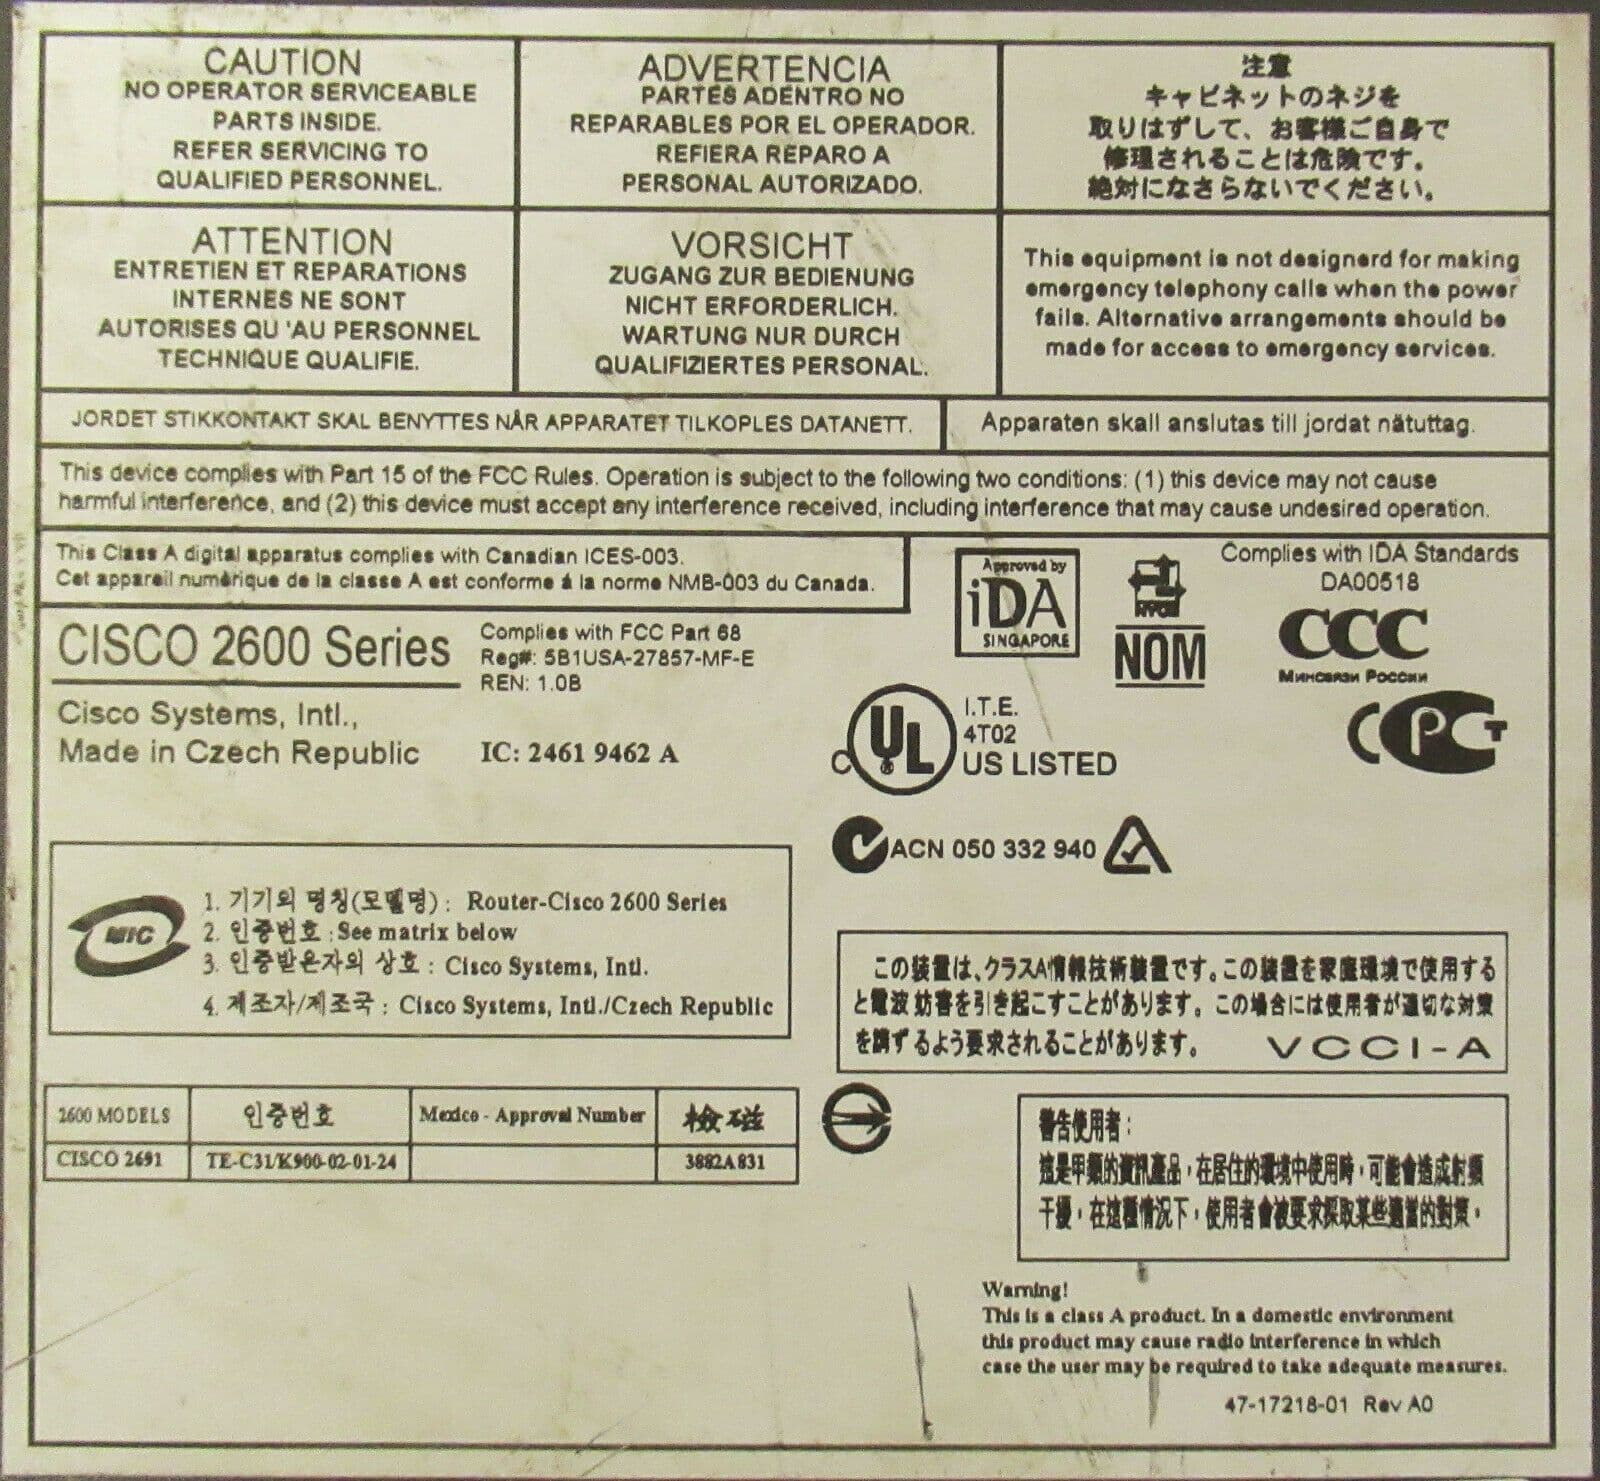 CAUTION
NO OPERATOR SERVICEABLE
PARTS INSIDE.
REFER SERVICING TO
QUALIFIED PERSONNEL.
ADVERTENCIA
PARTES ADENTRO NO
REPARABLES POR EL OPERADOR.
REFIERA REPARO A
PERSONAL AUTORIZADO.
注意
キャビネットのネジを
取りはずして、お客様ご自身で
修理されることは危険です。
絶対になさらないでください。
ATTENTION
ENTRETIEN ET REPARATIONS
INTERNES NE SONT
AUTORISES QU 'AU PERSONNEL
TECHNIQUE QUALIFIE.
VORSICHT
ZUGANG ZUR BEDIENUNG
NICHT ERFORDERLICH.
WARTUNG NUR DURCH
QUALIFIZIERTES PERSONAL.
This equipment is not designerd for making
emergency telephony calls when the power
fails. Alternative arrangements should be
made for access to emergency services.
JORDET STIKKONTAKT SKAL BENYTTES NÅR APPARATET TILKOPLES DATANETT.
Apparaten skall anslutas till jordat nätuttag.
This device complies with Part 15 of the FCC Rules. Operation is subject to the following two conditions: (1) this device may not cause
harmful interference, and (2) this device must accept any interference received, including interference that may cause undesired operation.
This Class A digital apparatus complies with Canadian ICES-003.
Cet appareil numérique de la classe A est conforme á la norme NMB-003 du Canada.
Approved by
iDA
SINGAPORE
NYCE
NOM
Complies with IDA Standards
DA00518
CCC
Минсвязи России
CISCO 2600 Series
Complies with FCC Part 68
Reg#: 5B1USA-27857-MF-E
REN: 1.0B
Cisco Systems, Intl.,
Made in Czech Republic
IC: 2461 9462 A
C UL
I.T.E.
4T02
US LISTED
PCT
ACN 050 332 940
MIC
1. 기기의 명칭(모델명) : Router-Cisco 2600 Series
2. 인증번호 :See matrix below
3. 인증받은자의 상호 : Cisco Systems, Intl.
4. 제조자/제조국 : Cisco Systems, Intl./Czech Republic
この装置は、クラスA情報技術装置です。この装置を家庭環境で使用する
と電波妨害を引き起こすことがあります。この場合には使用者が適切な対策
を講ずるよう要求されることがあります。 VCCI-A
2600 MODELS 인증번호 Mexico - Approval Number 檢磁
CISCO 2691 TE-C31/K900-02-01-24 3882A831
警告使用者：
這是甲類的資訊產品，在居住的環境中使用時，可能會造成射頻
干擾，在這種情況下，使用者會被要求採取某些適當的對策。
Warning!
This is a class A product. In a domestic environment
this product may cause radio interference in which
case the user may be required to take adequate measures.
47-17218-01 Rev A0